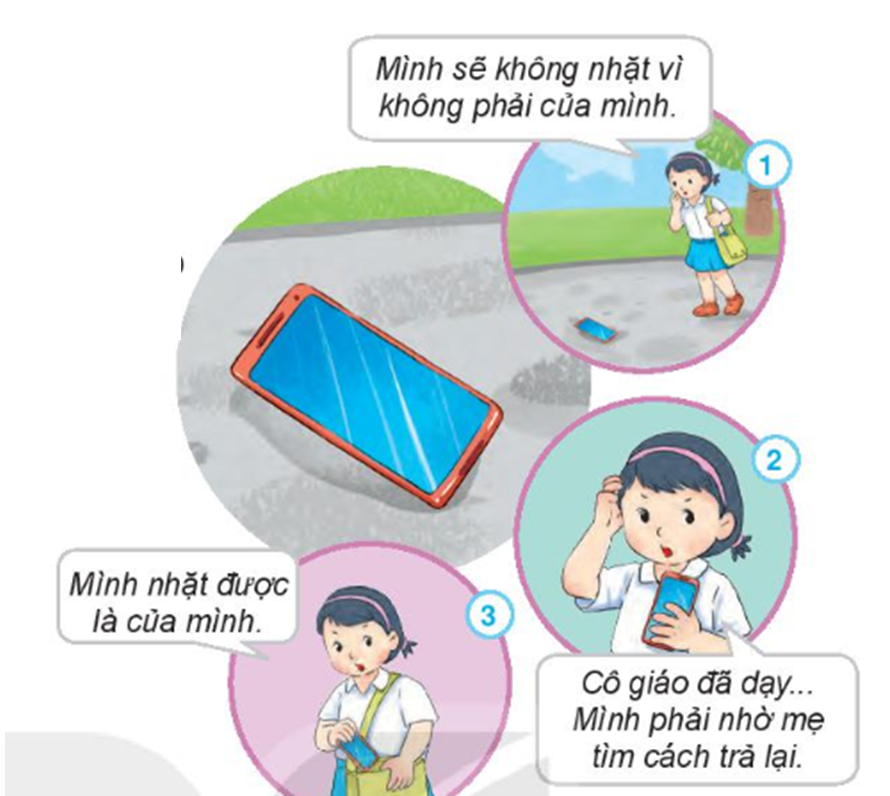 Mình sẽ không nhặt vì
không phải của mình.
1
2
Mình nhặt được
là của mình.
3
Cô giáo đã dạy...
Mình phải nhờ mẹ
tìm cách trả lại.